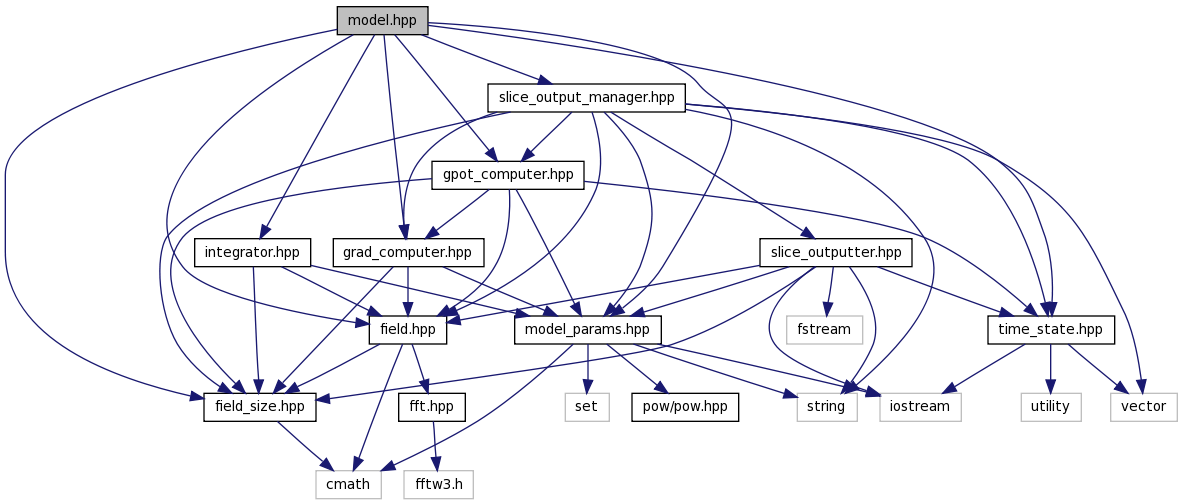 model.hpp
slice_output_manager.hpp
gpot_computer.hpp
integrator.hpp
grad_computer.hpp
slice_outputter.hpp
field.hpp
model_params.hpp
fstream
time_state.hpp
field_size.hpp
fft.hpp
set
pow/pow.hpp
string
iostream
utility
vector
cmath
fftw3.h